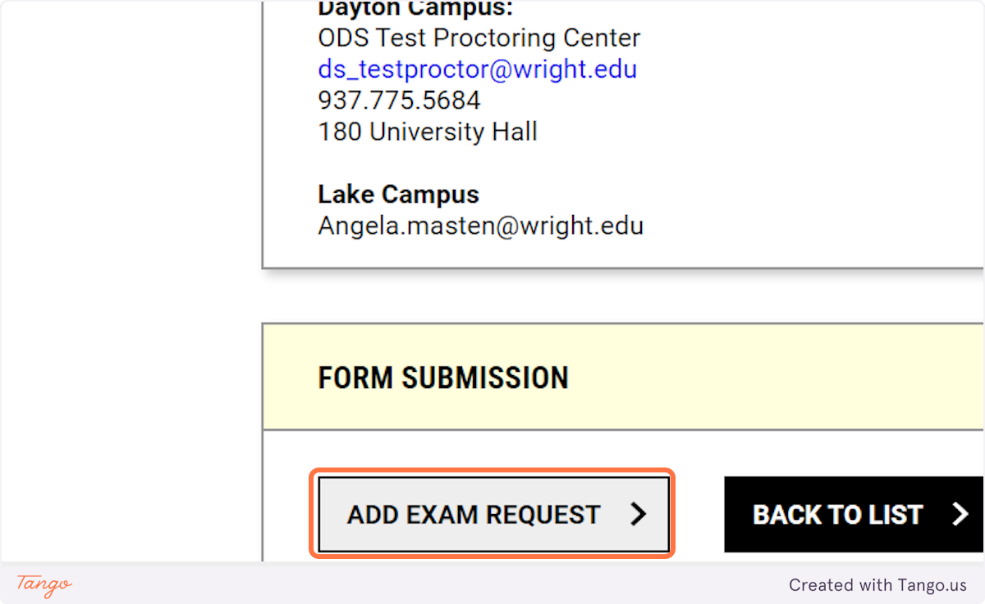 Dayton Campus:
ODS Test Proctoring Center
ds_testproctor@wright.edu
937.775.5684
180 University Hall
Lake Campus
Angela.masten@wright.edu
FORM SUBMISSION
ADD EXAM REQUEST
BACK TO LIST
Tango
Created with Tango.us